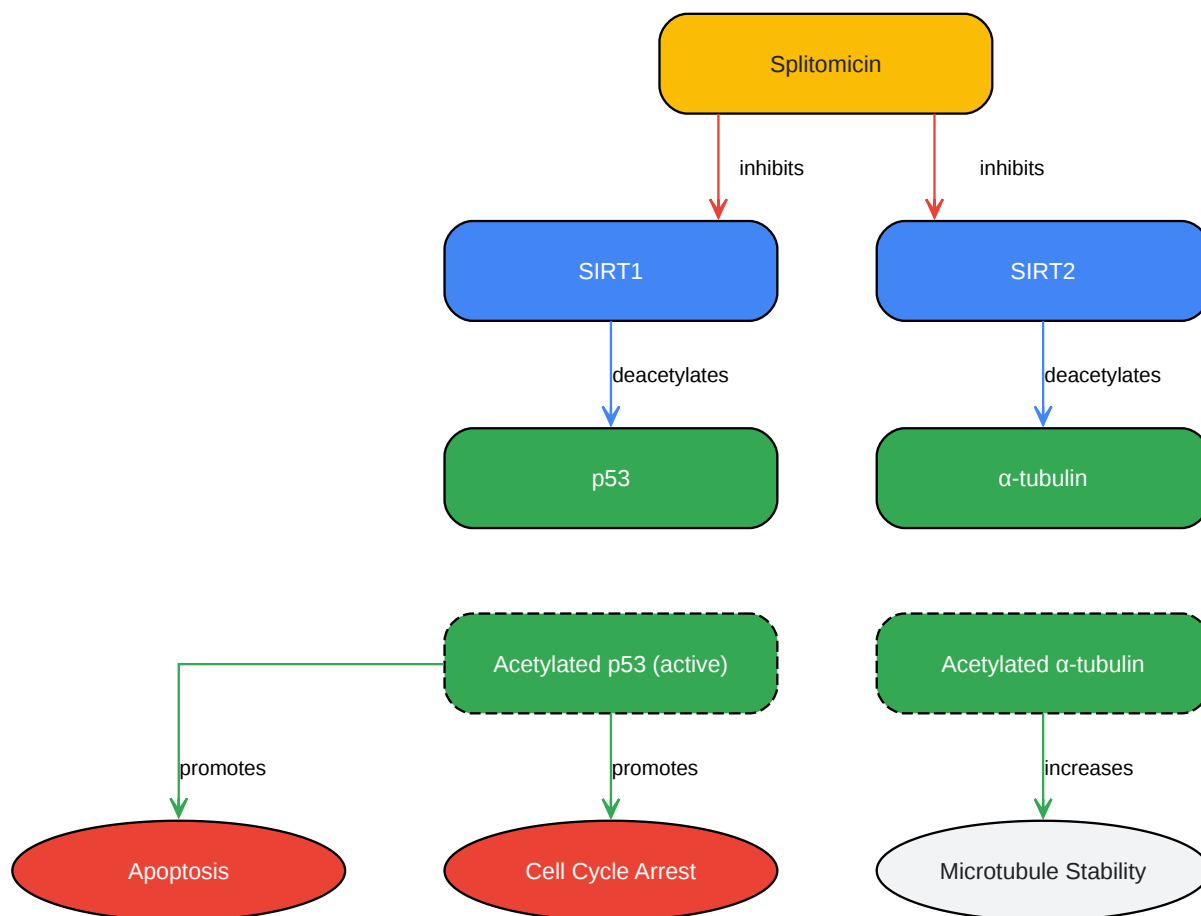 Splitomicin
inhibits
inhibits
SIRT1
SIRT2
deacetylates
deacetylates
p53
α-tubulin
Acetylated p53 (active)
Acetylated α-tubulin
promotes
promotes
increases
Apoptosis
Cell Cycle Arrest
Microtubule Stability